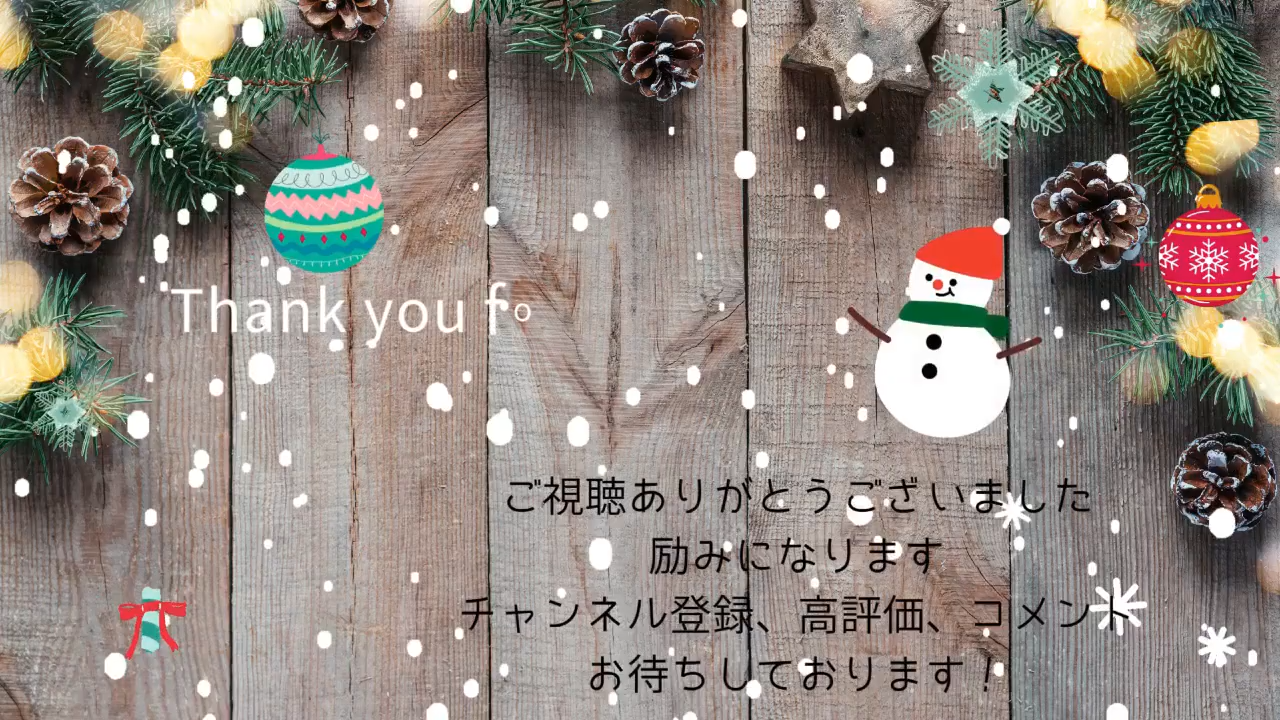 Thank you fo
ご視聴ありがとうございました
励みになります
チャンネル登録、高評価、コメント
お待ちしております！